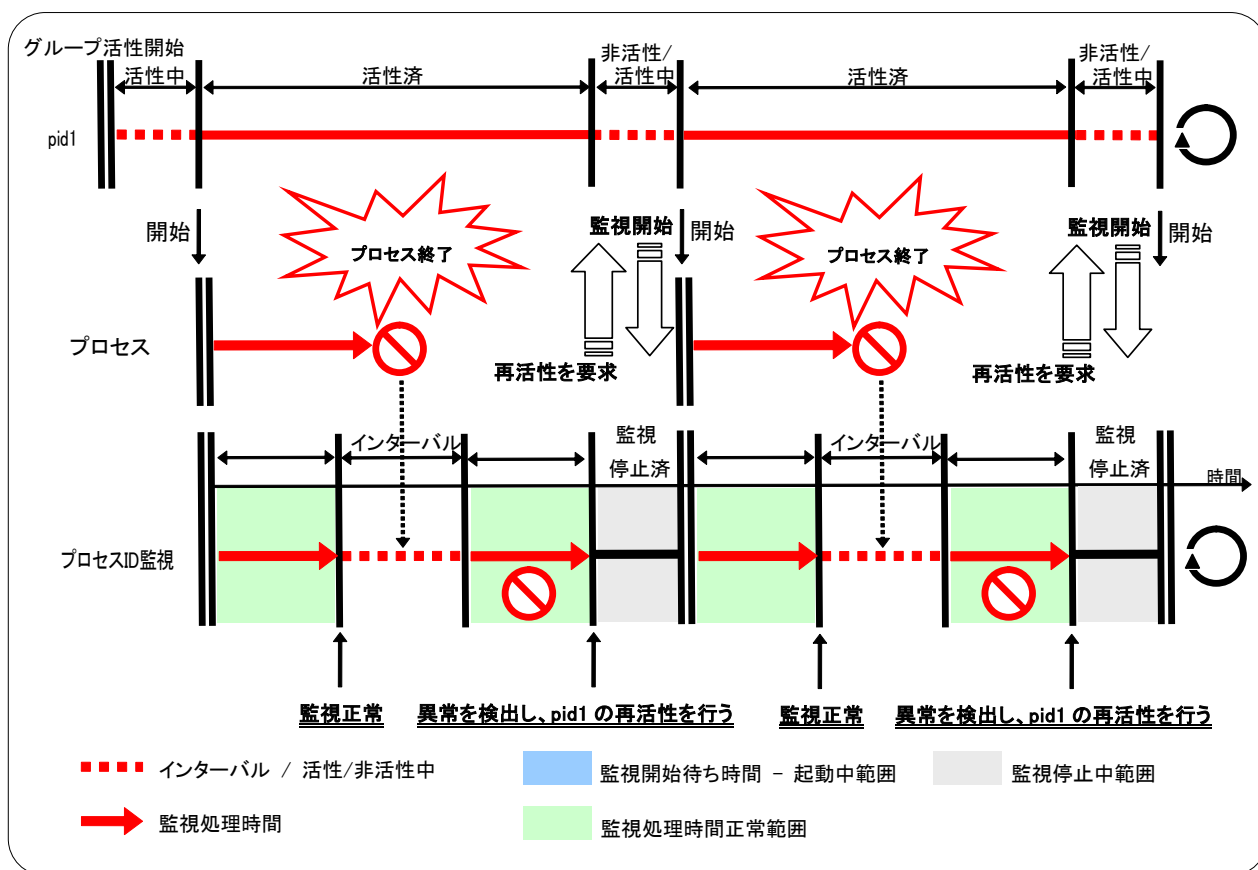 グループ活性開始
活性中
活性済
非活性/
活性中
活性済
非活性/
活性中
pid1
開始
プロセス終了
監視開始
開始
プロセス終了
監視開始
開始
プロセス
再活性を要求
再活性を要求
インターバル
監視
停止済
インターバル
監視
停止済
時間
プロセスID監視
監視正常
異常を検出し、pid1 の再活性を行う
監視正常
異常を検出し、pid1 の再活性を行う
インターバル / 活性/非活性中
監視開始待ち時間 － 起動中範囲
監視停止中範囲
監視処理時間
監視処理時間正常範囲